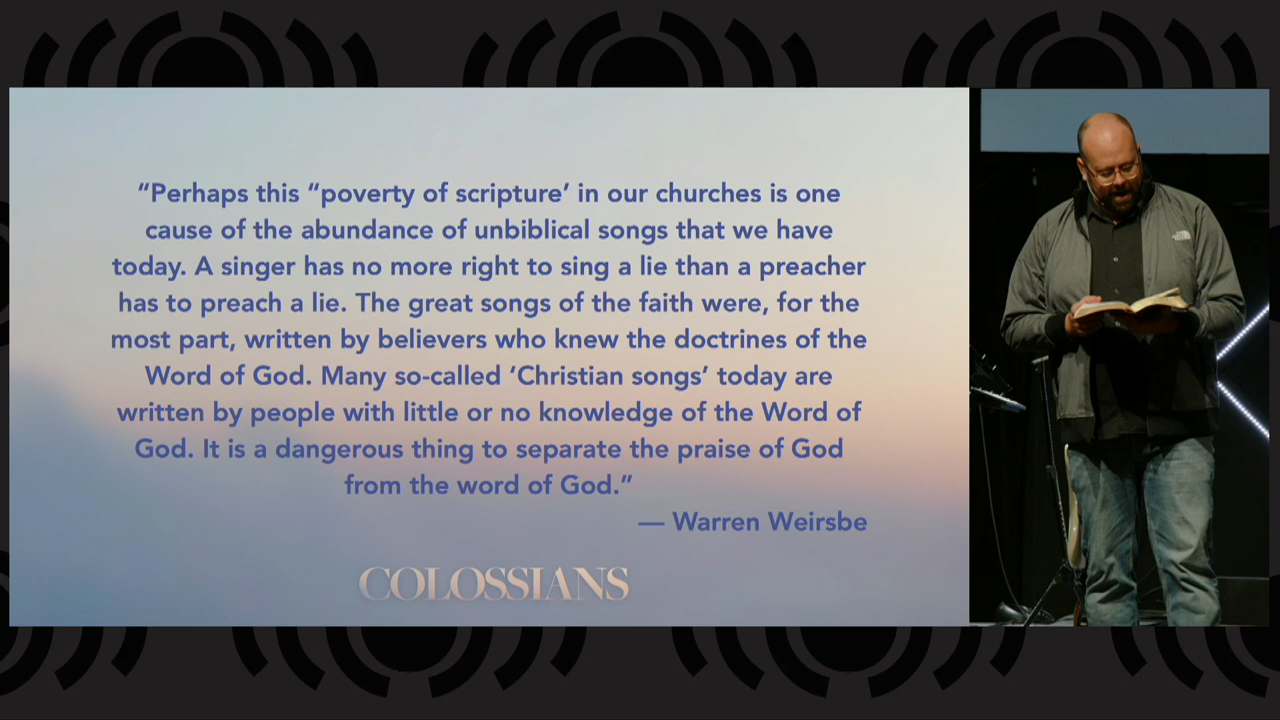 “Perhaps this “poverty of scripture’ in our churches is one
cause of the abundance of unbiblical songs that we have
today. A singer has no more right to sing a lie than a preacher
has to preach a lie. The great songs of the faith were, for the
most part, written by believers who knew the doctrines of the
Word of God. Many so-called ‘Christian songs’ today are
written by people with little or no knowledge of the Word of
God. It is a dangerous thing to separate the praise of God
from the word of God.”
— Warren Weirsbe
COLOSSIANS
THE
NORTH
FACE